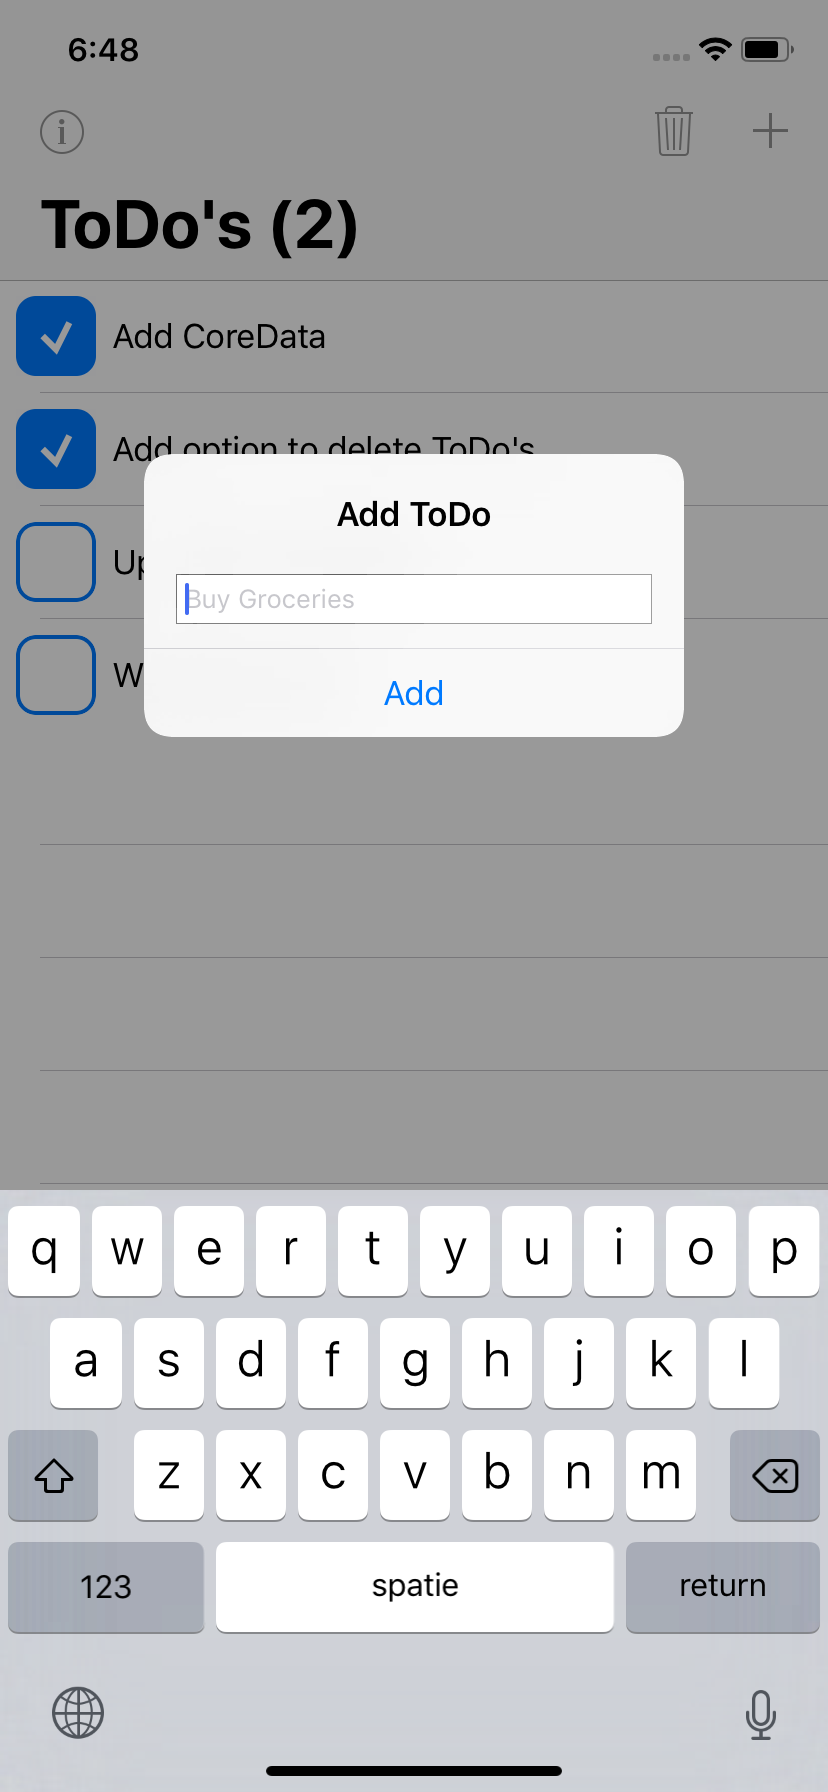 6:48
ToDo's (2)
Add CoreData
Add option to delete ToDo's
Add ToDo
Buy Groceries
Add
q w e r t y u i o p
a s d f g h j k l
z x c v b n m
123 spatie return